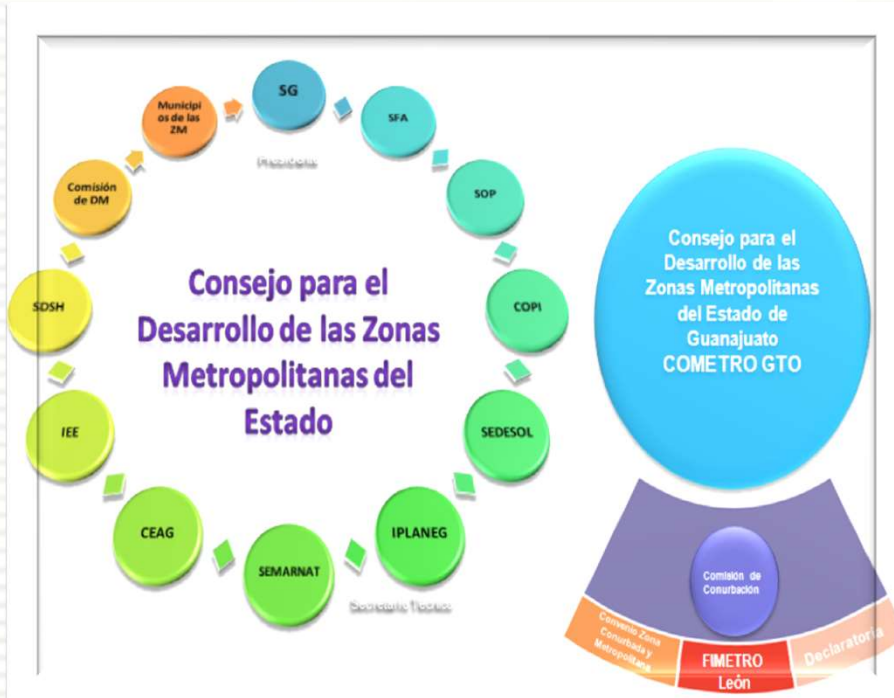 SG
Presidente
SFA
SOP
COPI
SEDESOL
IPLANEG
Secretario Técnico
SEMARNAT
CEAG
IEE
SDSH
Comisión
de DM
Municipi
os de las
ZM
Consejo para el
Desarrollo de las Zonas
Metropolitanas del
Estado
Consejo para el
Desarrollo de las
Zonas Metropolitanas
del Estado de
Guanajuato
COMETRO GTO
Comisión de
Conurbación
Convenio Zona
Conurbada y
Metropolitana
FIMETRO
León
Declaratoria